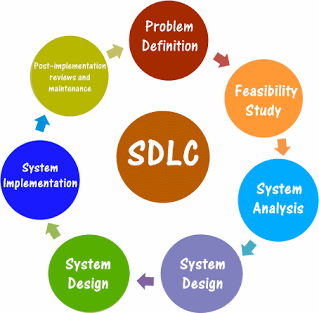 Problem
Definition
Feasibility
Study
System
Analysis
System
Design
System
Design
System
Implementation
Post-implementation
reviews and
maintenance
SDLC